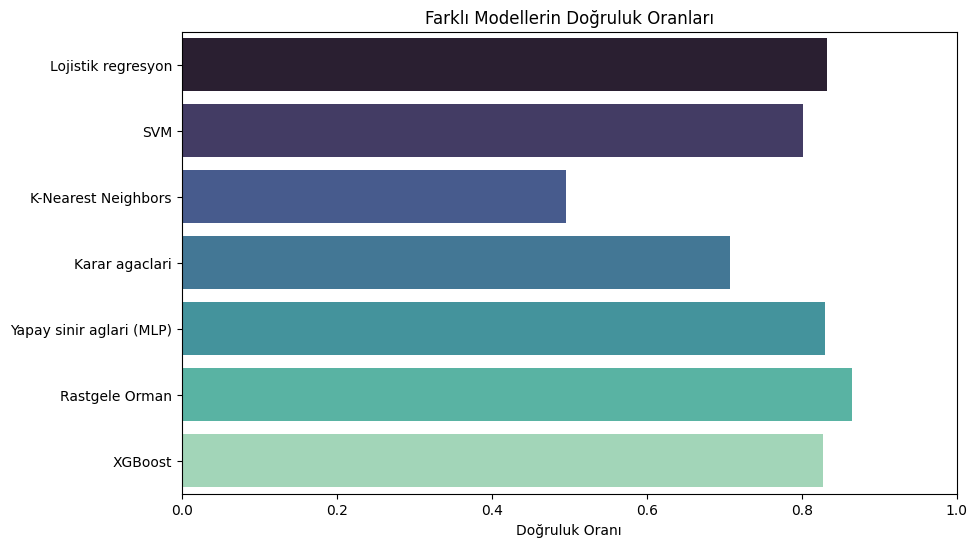 Farklı Modellerin Doğruluk Oranları
Lojistik regresyon
SVM
K-Nearest Neighbors
Karar agaclari
Yapay sinir aglari (MLP)
Rastgele Orman
XGBoost
0.0 0.2 0.4 0.6 0.8 1.0
Doğruluk Oranı